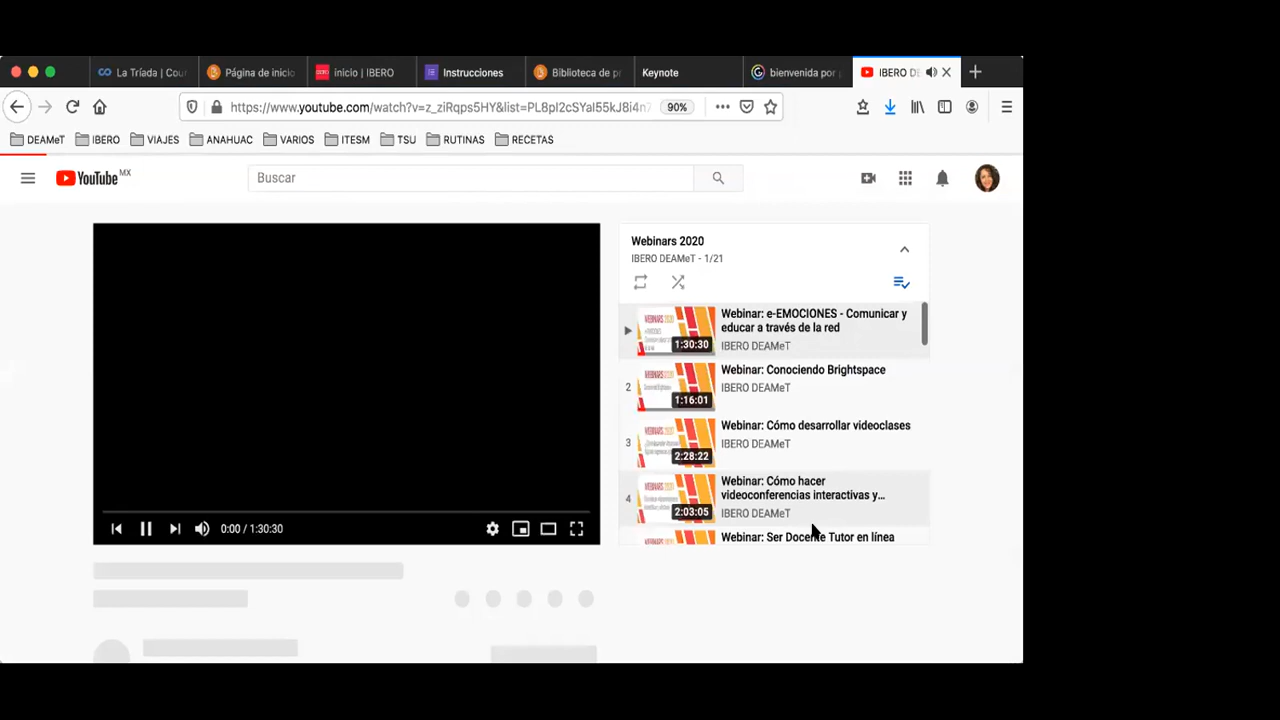 La Tríada | Cour
Página de inicio
inicio | IBERO
Instrucciones
Biblioteca de pr
Keynote
bienvenida por
IBERO DE
https://www.youtube.com/watch?v=z_ziRqps5HY&list=PL8pI2cSYaI55kJ8i4n7
90%
DEAMeT
IBERO
VIAJES
ANAHUAC
VARIOS
ITESM
TSU
RUTINAS
RECETAS
YouTube MX
Buscar
Webinars 2020
IBERO DEAMeT - 1/21
Webinar: e-EMOCIONES - Comunicar y
educar a través de la red
IBERO DEAMeT
1:30:30
2
Webinar: Conociendo Brightspace
IBERO DEAMeT
1:16:01
3
Webinar: Cómo desarrollar videoclases
IBERO DEAMeT
2:28:22
4
Webinar: Cómo hacer
videoconferencias interactivas y...
IBERO DEAMeT
2:03:05
Webinar: Ser Docente Tutor en línea
0:00 / 1:30:30